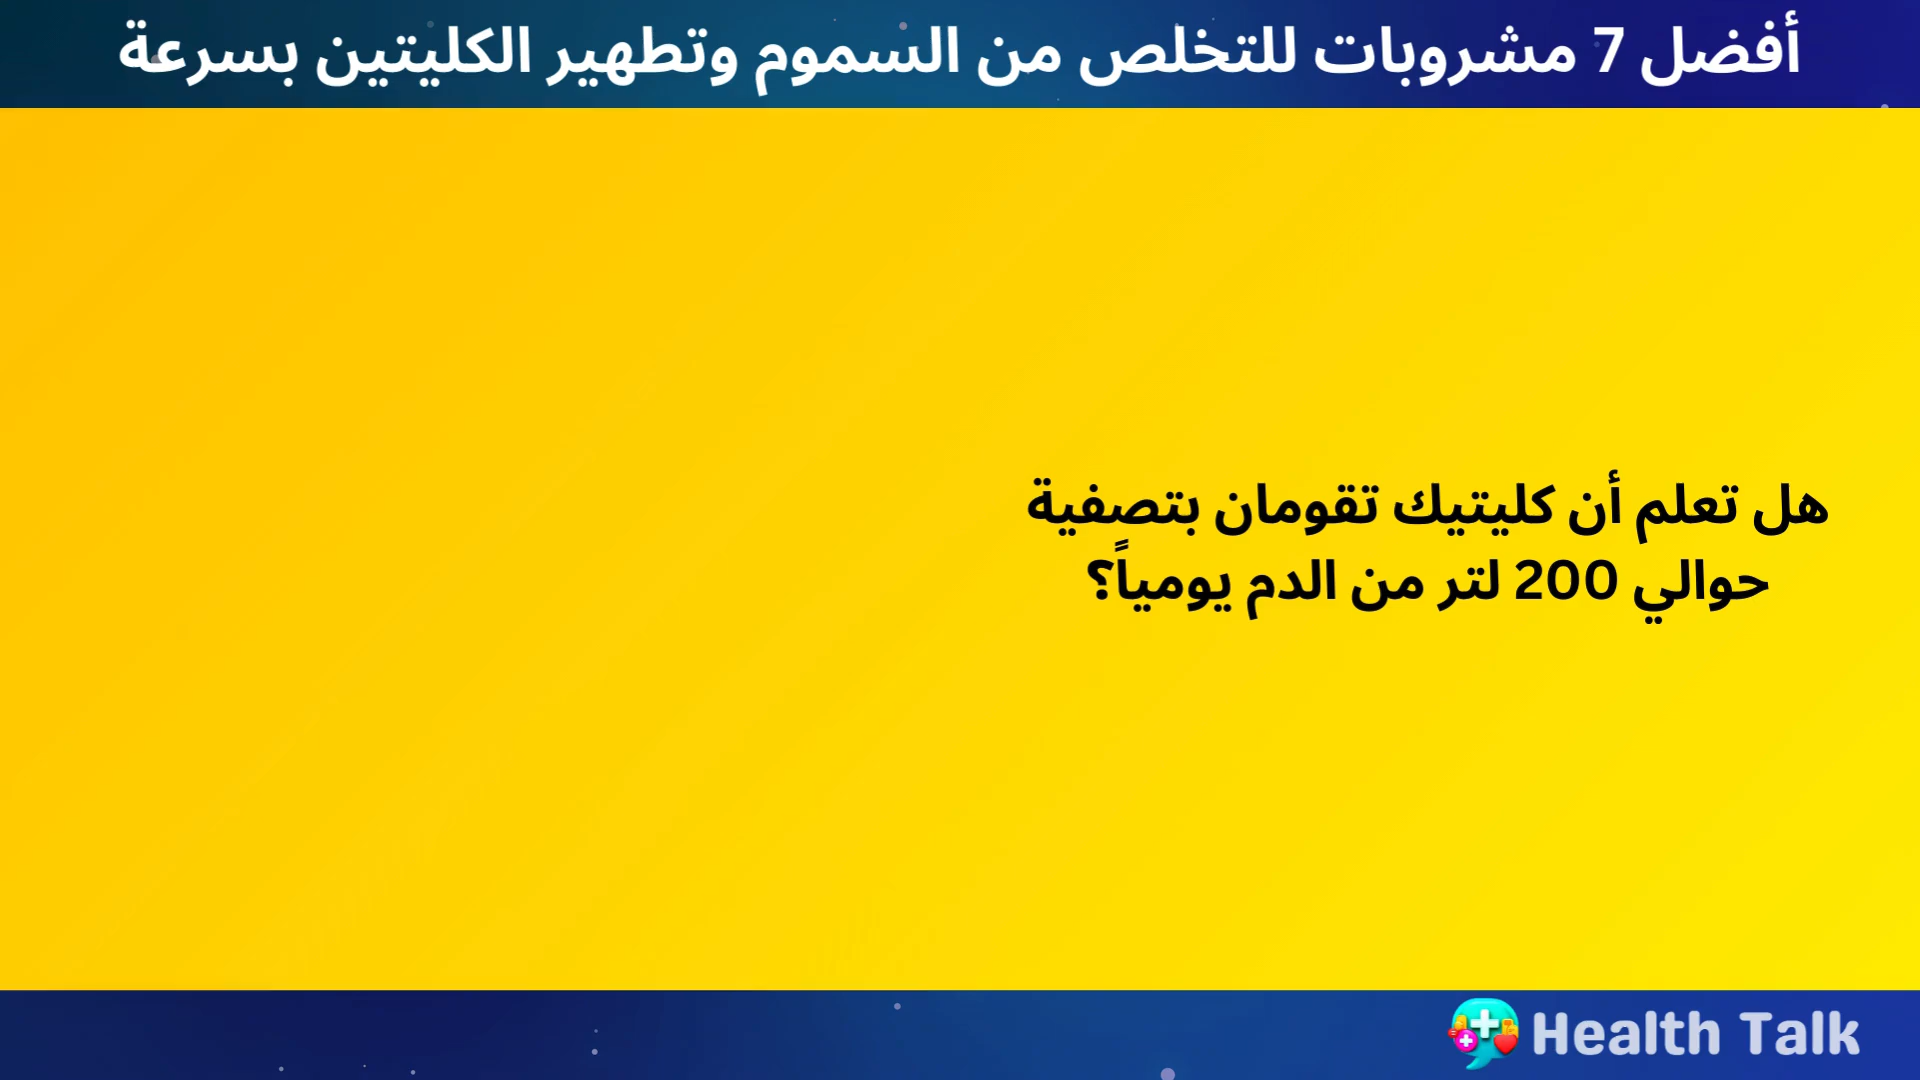 أفضل 7 مشروبات للتخلص من السموم وتطهير الكليتين بسرعة
هل تعلم أن كليتيك تقومان بتصفية
حوالي 200 لتر من الدم يومياً؟
Health Talk